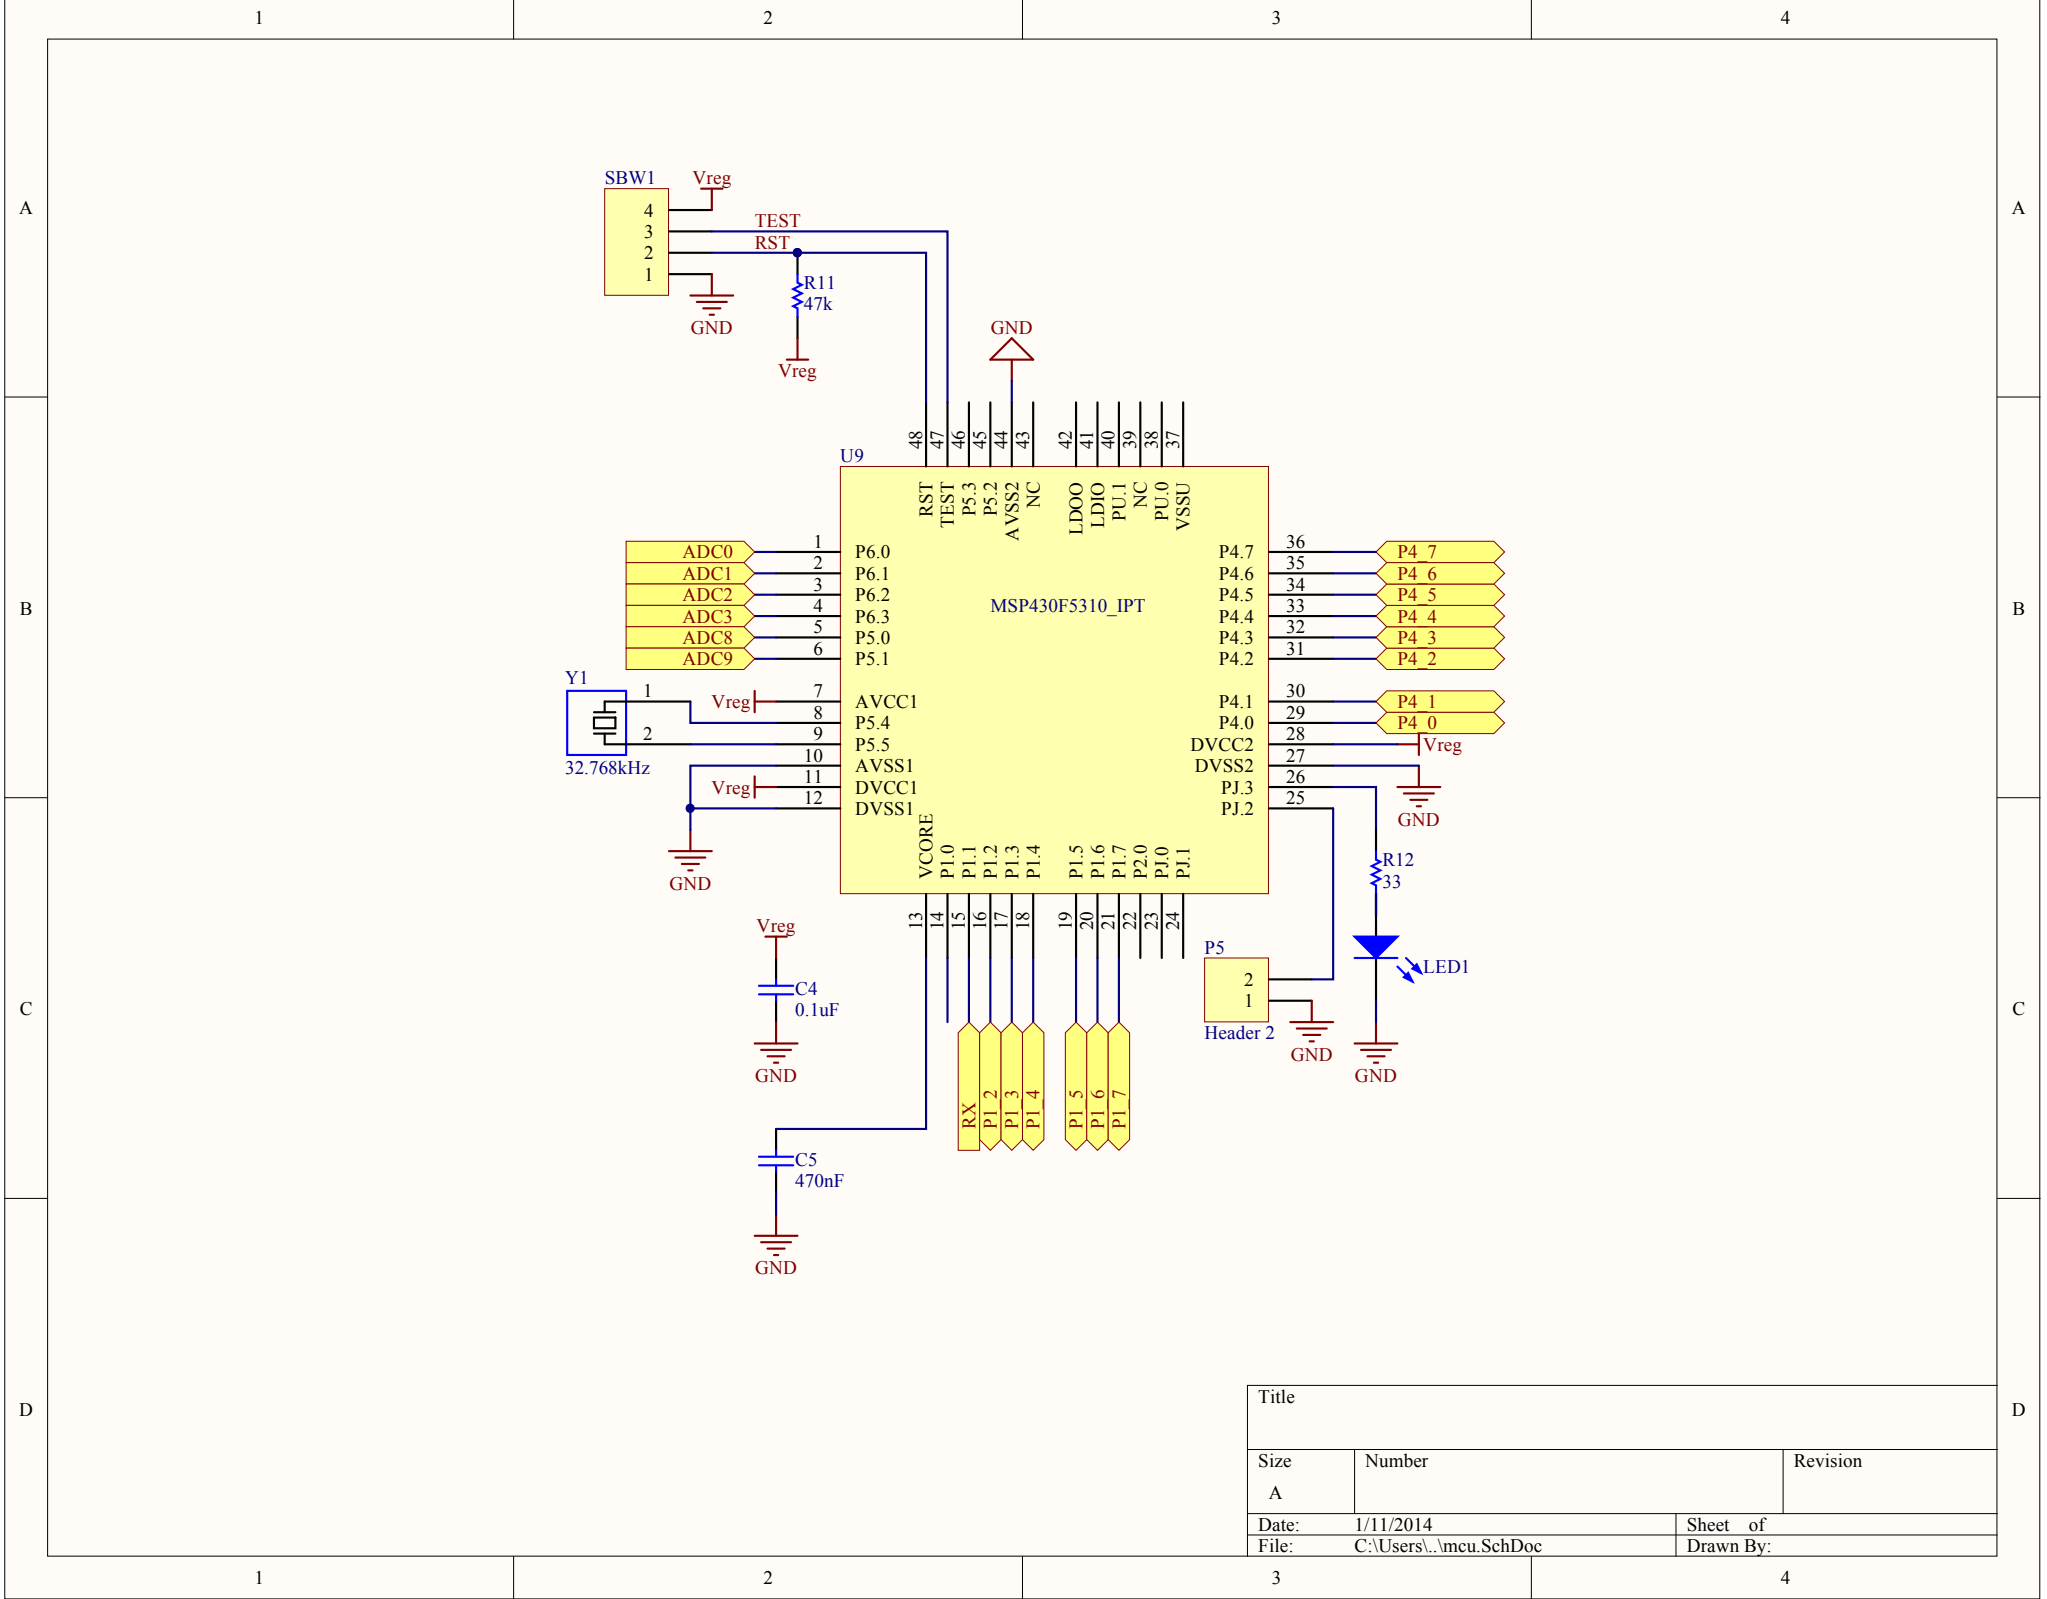 1 2 3 4
A A
B B
C C
D D
SBW1
Vreg
4
3
2
1
TEST
RST
GND
R11
47k
Vreg
GND
U9
48
47
46
45
44
43
42
41
40
39
38
37
RST
TEST
P5.3
P5.2
AVSS2
NC
LDOO
LDIO
PU.1
NC
PU.0
VSSU
MSP430F5310_IPT
ADC0 1 P6.0
ADC1 2 P6.1
ADC2 3 P6.2
ADC3 4 P6.3
ADC8 5 P5.0
ADC9 6 P5.1
Vreg 7 AVCC1
8 P5.4
9 P5.5
10 AVSS1
Vreg 11 DVCC1
12 DVSS1
Y1
1
2
32.768kHz
GND
P4.7 36 P4_7
P4.6 35 P4_6
P4.5 34 P4_5
P4.4 33 P4_4
P4.3 32 P4_3
P4.2 31 P4_2
P4.1 30 P4_1
P4.0 29 P4_0
DVCC2 28 Vreg
DVSS2 27
PJ.3 26
PJ.2 25
GND
VCORE
P1.0
P1.1
P1.2
P1.3
P1.4
P1.5
P1.6
P1.7
P2.0
PJ.0
PJ.1
13
14
15
16
17
18
19
20
21
22
23
24
RX
P1_2
P1_3
P1_4
P1_5
P1_6
P1_7
R12
33
LED1
GND
P5
2
1
Header 2
GND
Vreg
C4
0.1uF
GND
C5
470nF
GND
Title
Size Number Revision
A
Date: 1/11/2014 Sheet of
File: C:\Users\..\mcu.SchDoc Drawn By:
1 2 3 4